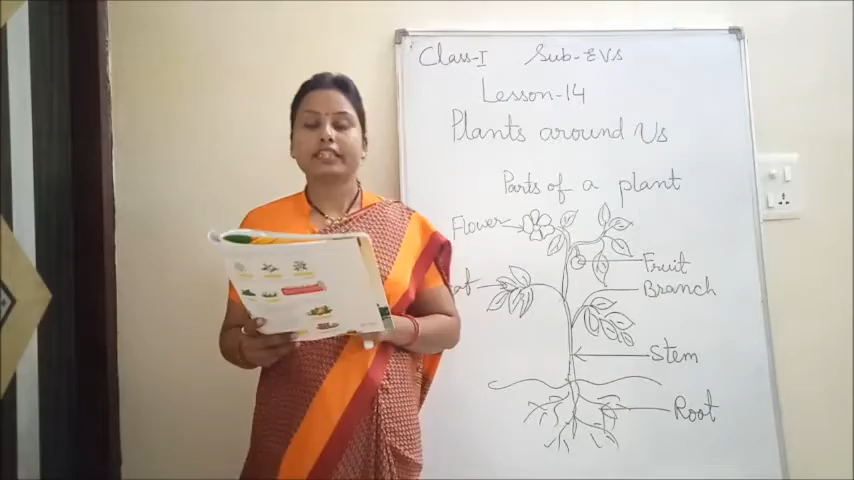 Class-I Sub-EVS
Lesson-14
Plants around Us
Parts of a plant
Flower
Fruit
Branch
Stem
Root